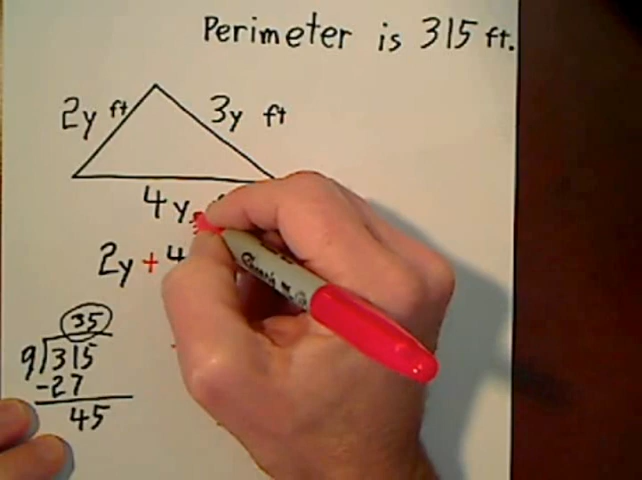 Perimeter is 315 ft.
2y ft
3y ft
4y
2y + 4
35
9)315
-27
45